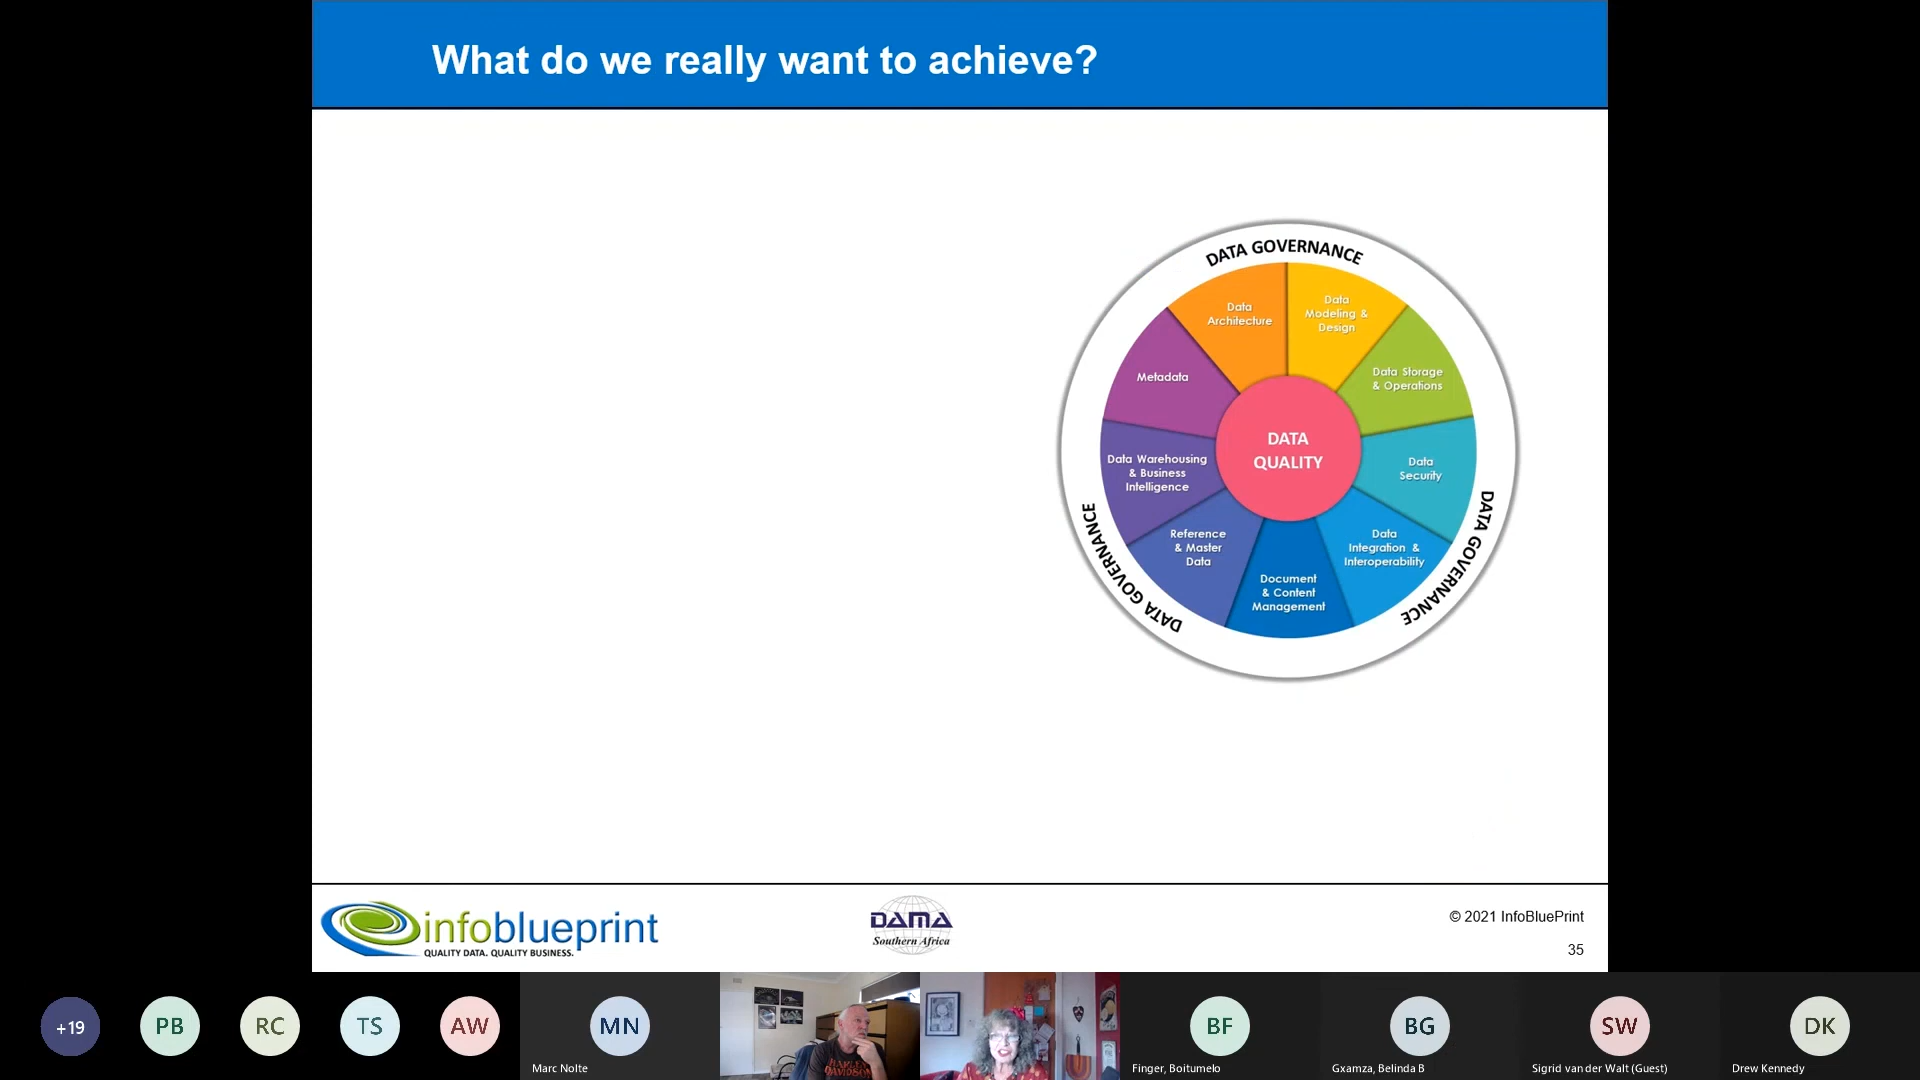 What do we really want to achieve?
DATA GOVERNANCE
Data
Architecture
Data
Modeling &
Design
Data Storage
& Operations
Metadata
DATA
QUALITY
Data Warehousing
& Business
Intelligence
Data
Security
Reference
& Master
Data
Data
Integration &
Interoperability
Document
& Content
Management
DATA GOVERNANCE
DATA GOVERNANCE
infoblueprint
QUALITY DATA. QUALITY BUSINESS.
DAMA
Southern Africa
© 2021 InfoBluePrint
35
+19
PB
RC
TS
AW
MN
Marc Nolte
HARLEY
DAVIDSON
BF
Finger, Boitumelo
BG
Gxamza, Belinda B
SW
Sigrid van der Walt (Guest)
DK
Drew Kennedy